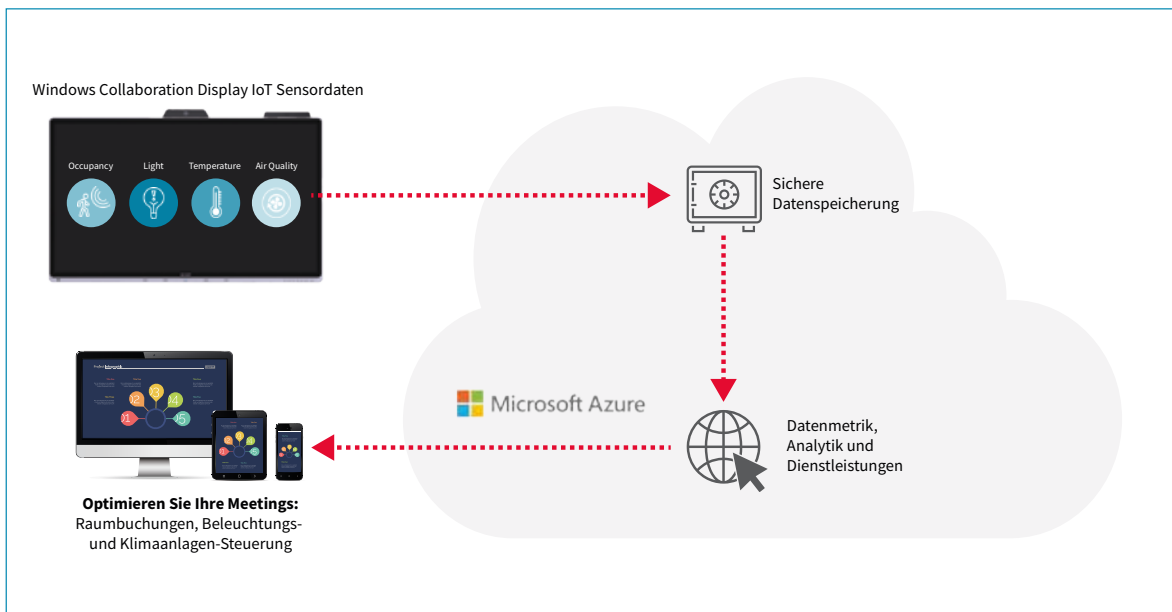 Windows Collaboration Display IoT Sensordaten
Occupancy Light Temperature Air Quality
Sichere
Datenspeicherung
Microsoft Azure
Datenmetrik,
Analytik und
Dienstleistungen
Optimieren Sie Ihre Meetings:
Raumbuchungen, Beleuchtungs-
und Klimaanlagen-Steuerung